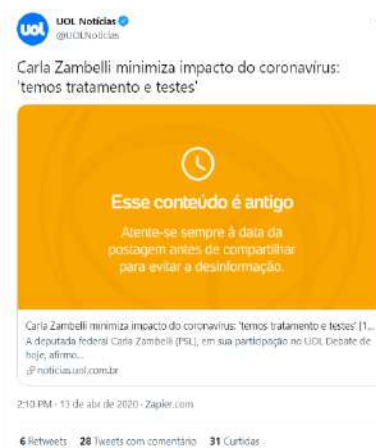 uol
UOL Notícias
@UOLNoticias
Carla Zambelli minimiza impacto do coronavírus:
'temos tratamento e testes'
Esse conteúdo é antigo
Atente-se sempre à data da
postagem antes de compartilhar
para evitar a desinformação.
Carla Zambelli minimiza impacto do coronavírus: 'temos tratamento e testes' [1...
A deputada federal Carla Zambelli (PSL), em sua participação no UOL Debate de
hoje, afirmo...
noticias.uol.com.br
2:10 PM · 13 de abr de 2020 · Zapier.com
6 Retweets 28 Tweets com comentário 31 Curtidas